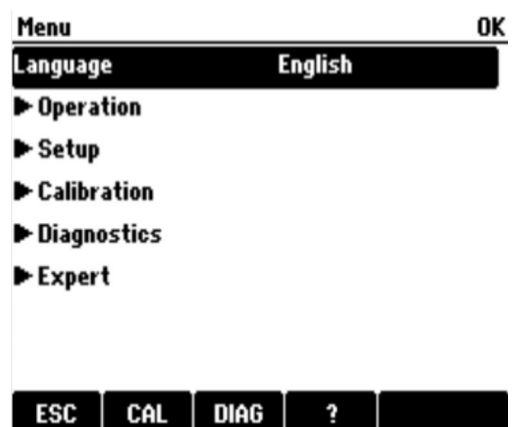 Menu OK
Language English
Operation
Setup
Calibration
Diagnostics
Expert
ESC CAL DIAG ?